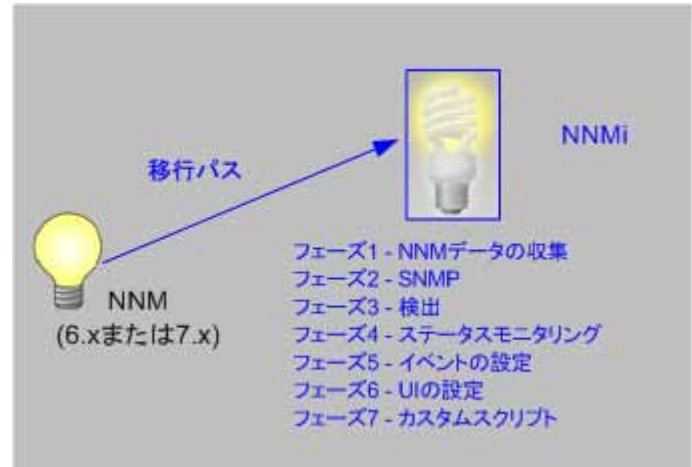 NNMi
移行パス
NNM
(6.xまたは7.x)
フェーズ1 - NNMデータの収集
フェーズ2 - SNMP
フェーズ3 - 検出
フェーズ4 - ステータスモニタリング
フェーズ5 - イベントの設定
フェーズ6 - UIの設定
フェーズ7 - カスタムスクリプト